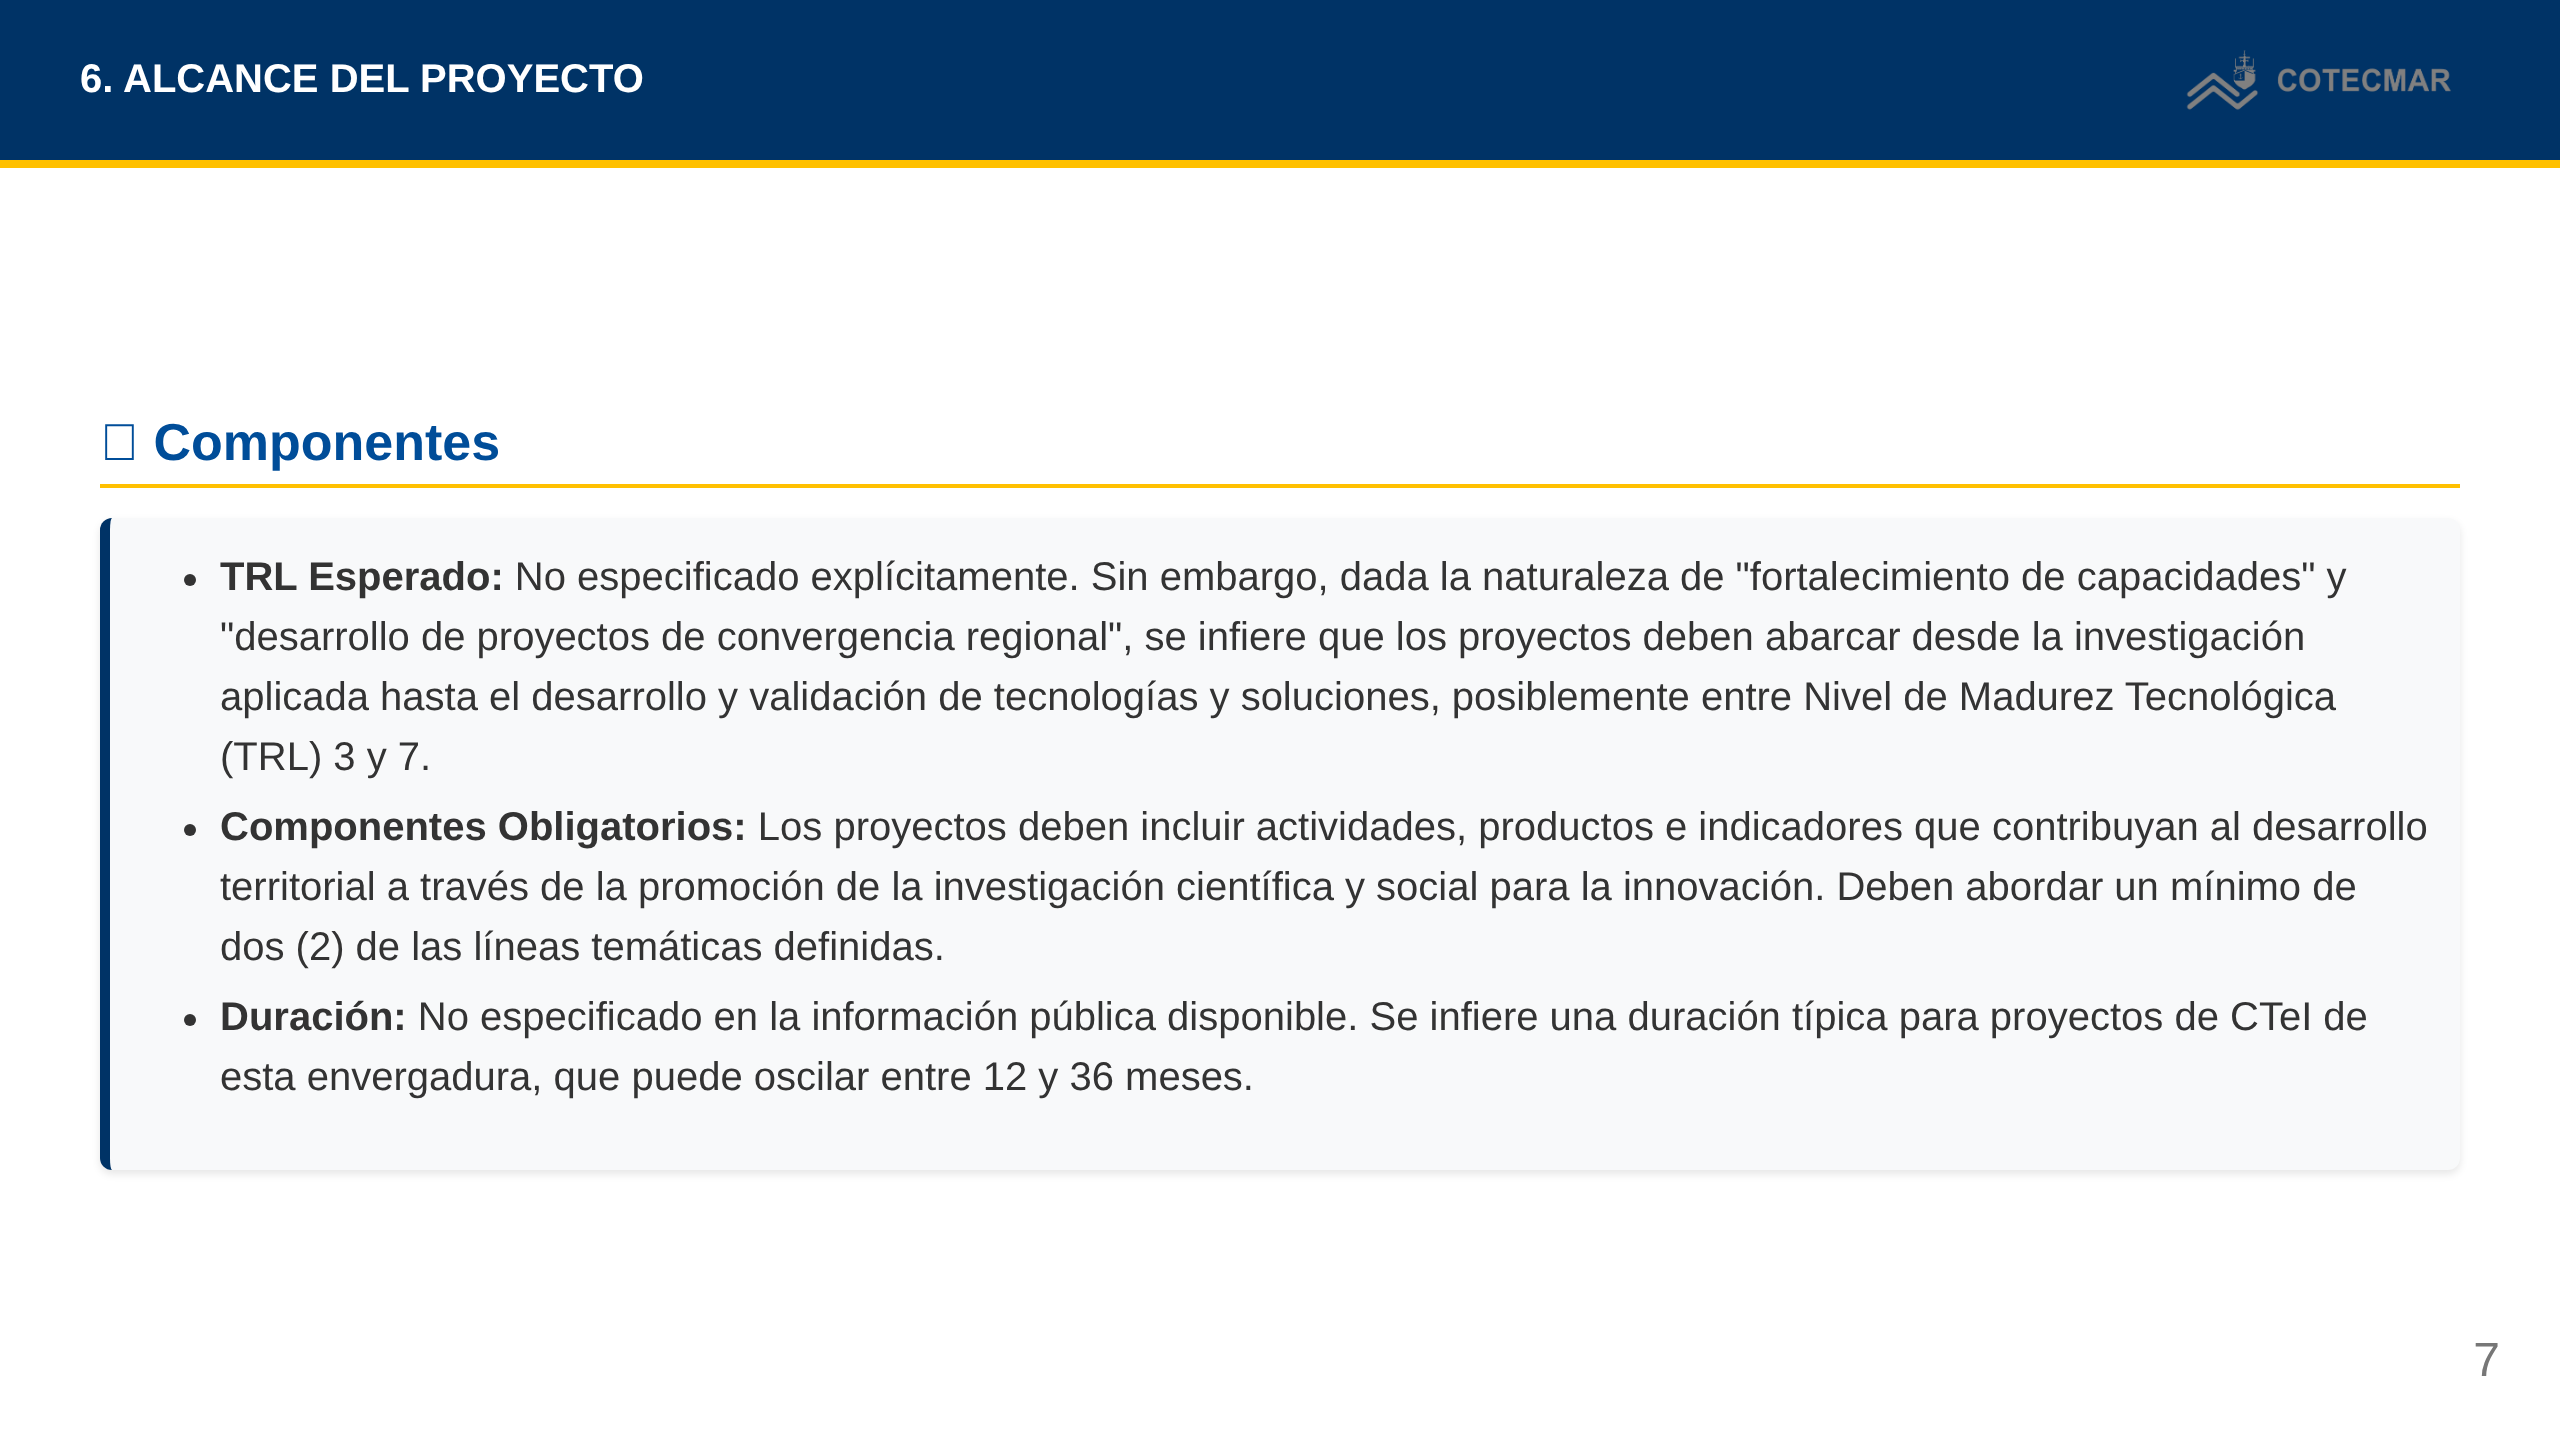 6. ALCANCE DEL PROYECTO
COTECMAR
Componentes
• TRL Esperado: No especificado explícitamente. Sin embargo, dada la naturaleza de "fortalecimiento de capacidades" y
"desarrollo de proyectos de convergencia regional", se infiere que los proyectos deben abarcar desde la investigación
aplicada hasta el desarrollo y validación de tecnologías y soluciones, posiblemente entre Nivel de Madurez Tecnológica
(TRL) 3 y 7.
• Componentes Obligatorios: Los proyectos deben incluir actividades, productos e indicadores que contribuyan al desarrollo
territorial a través de la promoción de la investigación científica y social para la innovación. Deben abordar un mínimo de
dos (2) de las líneas temáticas definidas.
• Duración: No especificado en la información pública disponible. Se infiere una duración típica para proyectos de CTeI de
esta envergadura, que puede oscilar entre 12 y 36 meses.
7